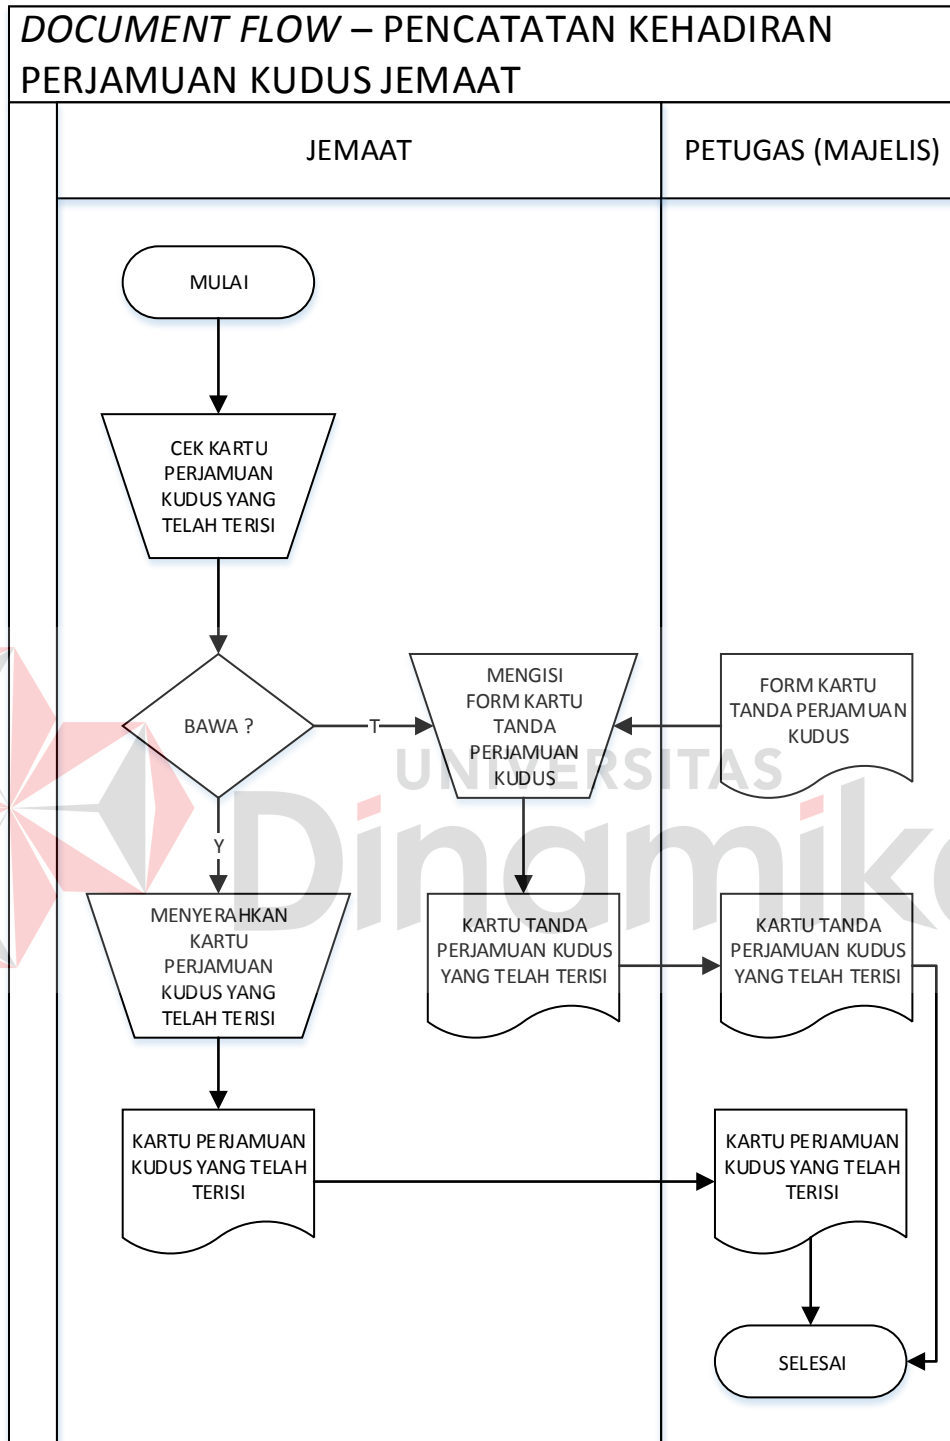 DOCUMENT FLOW – PENCATATAN KEHADIRAN
PERJAMUAN KUDUS JEMAAT
JEMAAT
PETUGAS (MAJELIS)
MULAI
CEK KARTU
PERJAMUAN
KUDUS YANG
TELAH TERISI
BAWA ?
T
MENGISI
FORM KARTU
TANDA
PERJAMUAN
KUDUS
FORM KARTU
TANDA PERJAMUAN
KUDUS
UNIVERSITAS
Dinamika
Y
MENYERAHKAN
KARTU
PERJAMUAN
KUDUS YANG
TELAH TERISI
KARTU TANDA
PERJAMUAN KUDUS
YANG TELAH TERISI
KARTU TANDA
PERJAMUAN KUDUS
YANG TELAH TERISI
KARTU PERJAMUAN
KUDUS YANG TELAH
TERISI
KARTU PERJAMUAN
KUDUS YANG TELAH
TERISI
SELESAI